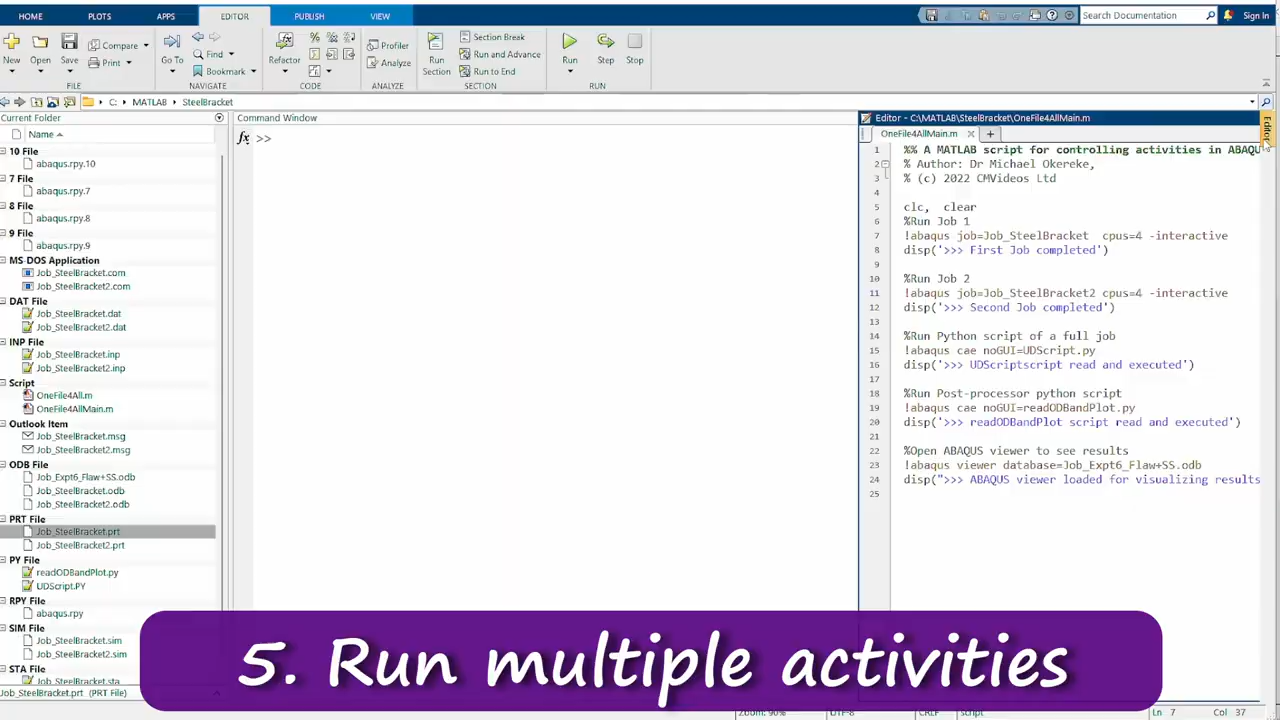 HOME PLOTS APPS EDITOR PUBLISH VIEW Search Documentation Sign In
New Open Save Compare Print Go To Find Bookmark Refactor Profiler Analyze Run Section Section Break Run and Advance Run to End Run Step Stop
FILE NAVIGATE CODE ANALYZE SECTION RUN
C: MATLAB SteelBracket
Current Folder
Name
10 File
abaqus.rpy.10
7 File
abaqus.rpy.7
8 File
abaqus.rpy.8
9 File
abaqus.rpy.9
MS-DOS Application
Job_SteelBracket.com
Job_SteelBracket2.com
DAT File
Job_SteelBracket.dat
Job_SteelBracket2.dat
INP File
Job_SteelBracket.inp
Job_SteelBracket2.inp
Script
OneFile4All.m
OneFile4AllMain.m
Outlook Item
Job_SteelBracket.msg
Job_SteelBracket2.msg
ODB File
Job_Expt6_Flaw+SS.odb
Job_SteelBracket.odb
Job_SteelBracket2.odb
PRT File
Job_SteelBracket.prt
Job_SteelBracket2.prt
PY File
readODBandPlot.py
UDScript.PY
RPY File
abaqus.rpy
SIM File
Job_SteelBracket.sim
Job_SteelBracket2.sim
STA File
Job_SteelBracket.sta
Job_SteelBracket.prt (PRT File)
Command Window
fx >>
Editor - C:\MATLAB\SteelBracket\OneFile4AllMain.m
OneFile4AllMain.m
Editor
1 %% A MATLAB script for controlling activities in ABAQU
2 % Author: Dr Michael Okereke,
3 % (c) 2022 CMVideos Ltd
4
5 clc, clear
6 %Run Job 1
7 !abaqus job=Job_SteelBracket cpus=4 -interactive
8 disp('>>> First Job completed')
9
10 %Run Job 2
11 !abaqus job=Job_SteelBracket2 cpus=4 -interactive
12 disp('>>> Second Job completed')
13
14 %Run Python script of a full job
15 !abaqus cae noGUI=UDScript.py
16 disp('>>> UDScriptscript read and executed')
17
18 %Run Post-processor python script
19 !abaqus cae noGUI=readODBandPlot.py
20 disp('>>> readODBandPlot script read and executed')
21
22 %Open ABAQUS viewer to see results
23 !abaqus viewer database=Job_Expt6_Flaw+SS.odb
24 disp(">>> ABAQUS viewer loaded for visualizing results
25
5. Run multiple activities
Zoom: 90% UTF-8 CRLF script Ln 7 Col 37